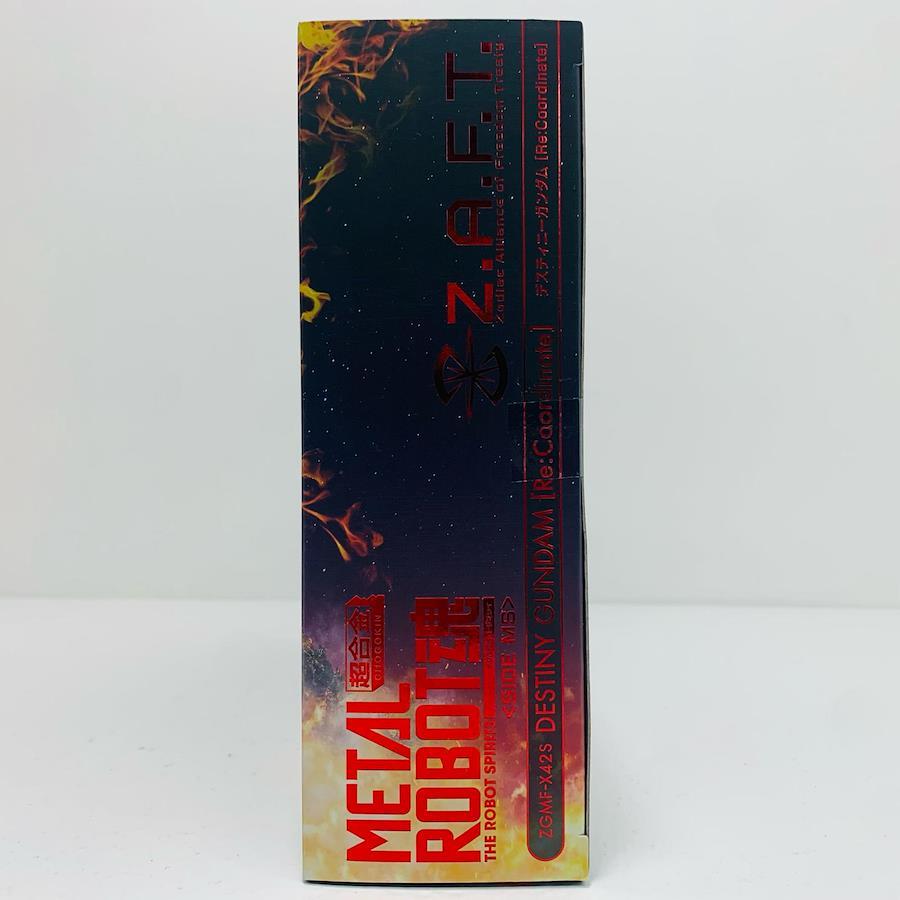 超合金
CHOGOKIN
METAL
ROBOT魂
THE ROBOT SPIRITS
<SIDE MS>
Z.A.F.T.
Zodiac Alliance of Freedom Treaty
ZGMF-X42S DESTINY GUNDAM [Re:Coordinate]
デスティニーガンダム [Re:Coordinate]